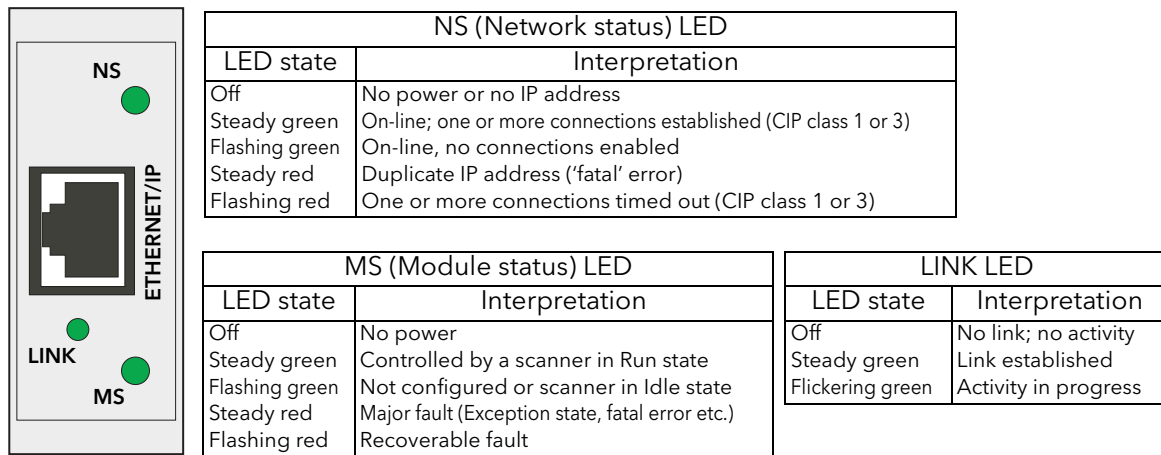 NS
ETHERNET/IP
LINK
MS
NS (Network status) LED
LED state Interpretation
Off No power or no IP address
Steady green On-line; one or more connections established (CIP class 1 or 3)
Flashing green On-line, no connections enabled
Steady red Duplicate IP address (‘fatal’ error)
Flashing red One or more connections timed out (CIP class 1 or 3)
MS (Module status) LED
LED state Interpretation
Off No power
Steady green Controlled by a scanner in Run state
Flashing green Not configured or scanner in Idle state
Steady red Major fault (Exception state, fatal error etc.)
Flashing red Recoverable fault
LINK LED
LED state Interpretation
Off No link; no activity
Steady green Link established
Flickering green Activity in progress